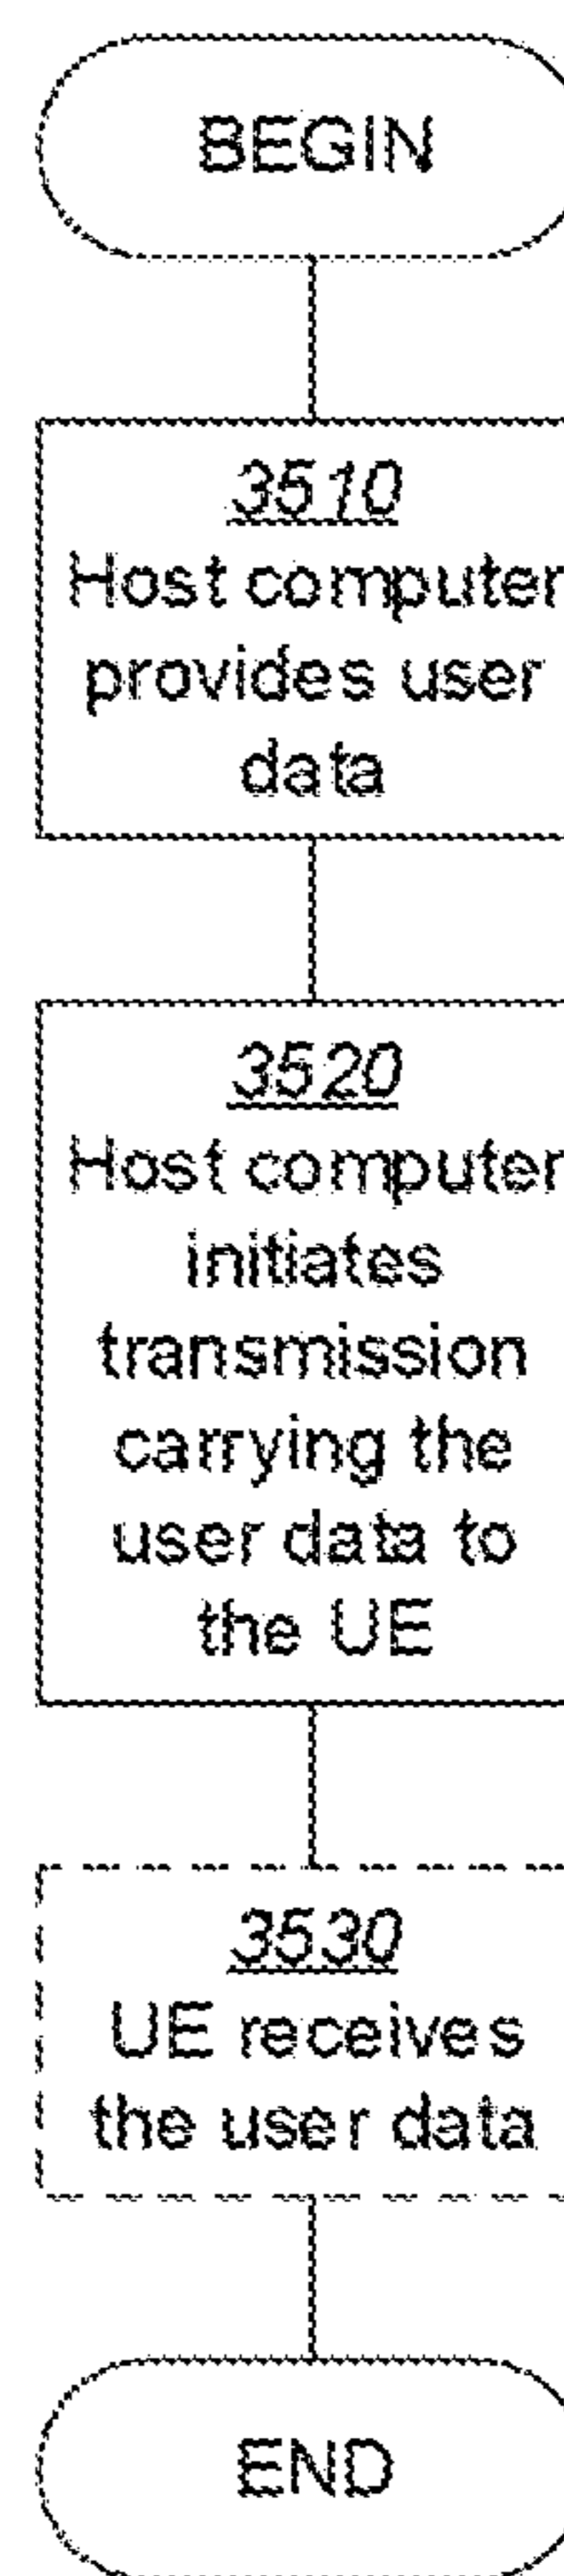 BEGIN
3510
Host computer
provides user
data
3520
Host computer
initiates
transmission
carrying the
user data to
the UE
3530
UE receives
the user data
END